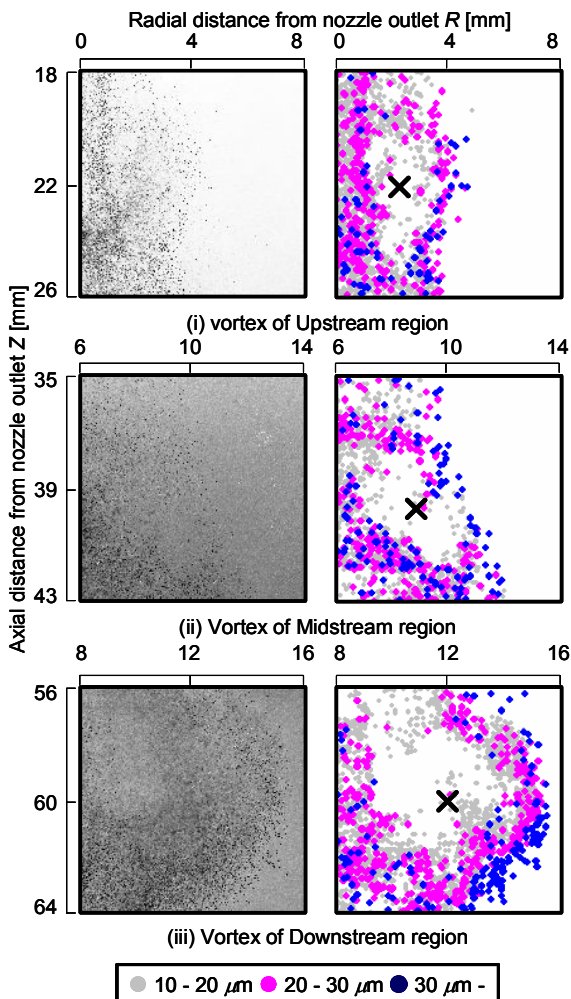 Radial distance from nozzle outlet R [mm]
0 4 8 0 4 8
18
22
26
(i) vortex of Upstream region
6 10 14 6 10 14
35
39
43
Axial distance from nozzle outlet Z [mm]
(ii) Vortex of Midstream region
8 12 16 8 12 16
56
60
64
(iii) Vortex of Downstream region
10 - 20 μm 20 - 30 μm 30 μm -